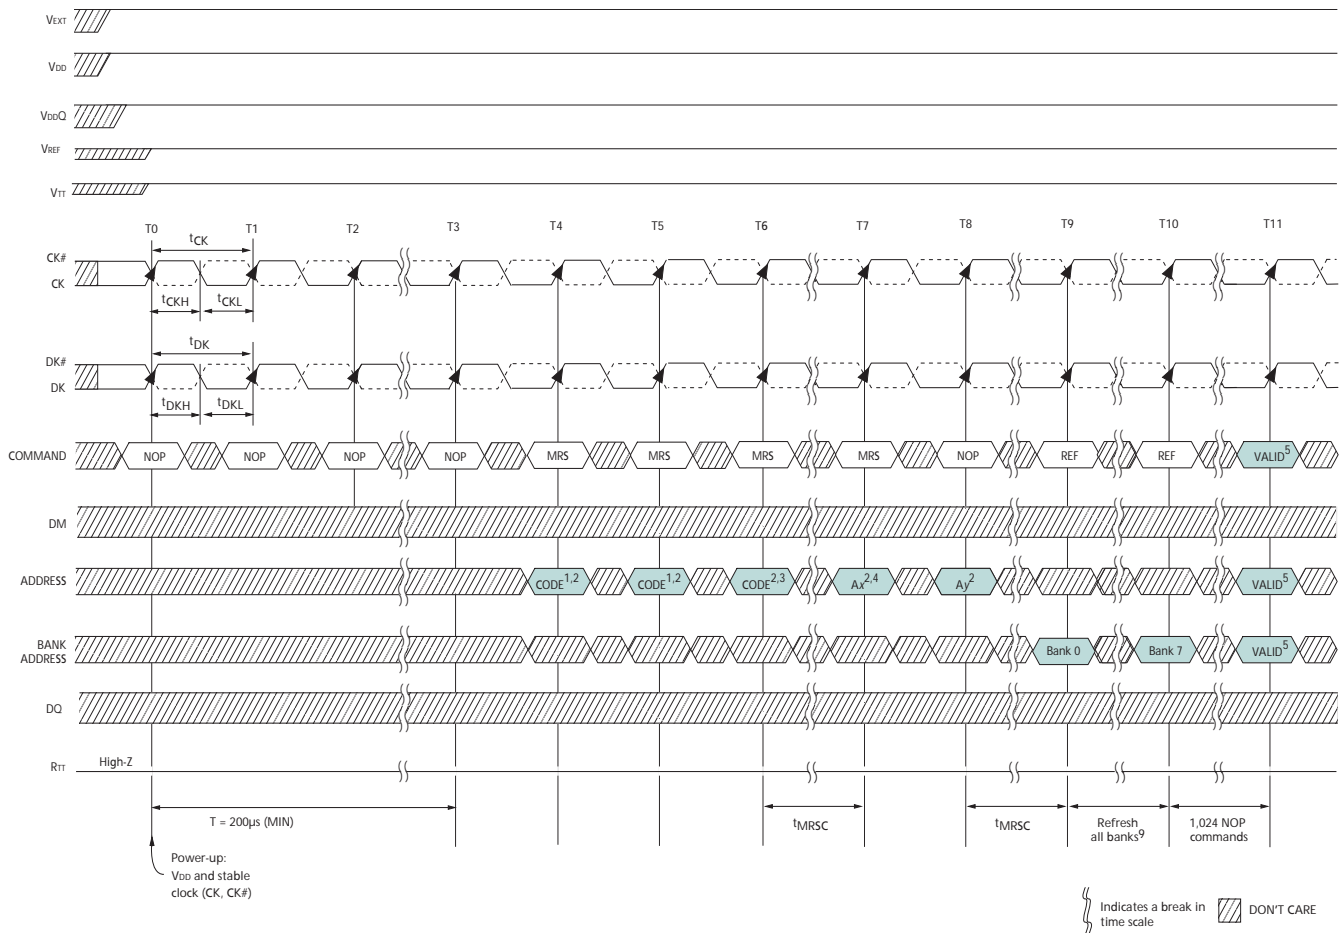 VEXT
VDD
VDDQ
VREF
VTT
T0 T1 T2 T3 T4 T5 T6 T7 T8 T9 T10 T11
tCK
CK#
CK
tCKH tCKL
tDK
DK#
DK
tDKH tDKL
COMMAND NOP NOP NOP NOP MRS MRS MRS MRS NOP REF REF VALID5
DM
ADDRESS CODE1,2 CODE1,2 CODE2,3 Ax2,4 Ay2 VALID5
BANK
ADDRESS Bank 0 Bank 7 VALID5
DQ
RTT High-Z
T = 200µs (MIN) tMRSC tMRSC Refresh
all banks9
1,024 NOP
commands
Power-up:
VDD and stable
clock (CK, CK#)
Indicates a break in
time scale
DON'T CARE